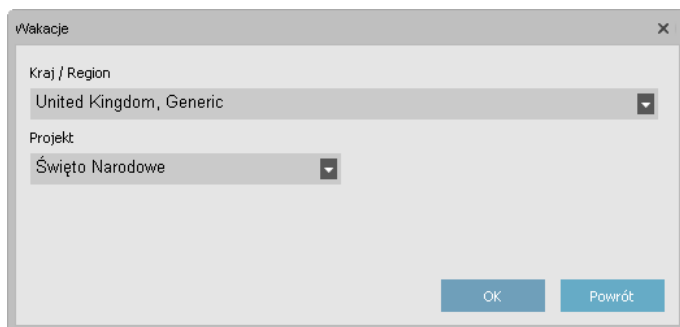 Wakacje
Kraj / Region
United Kingdom, Generic
Projekt
Święto Narodowe
OK
Powrót